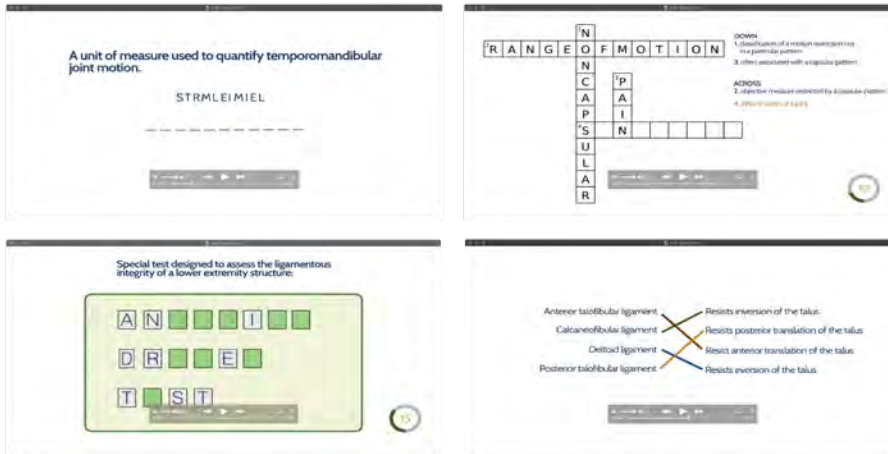 A unit of measure used to quantify temporomandibular
joint motion.
STRMLEIMIEL
N
RANGE OF MOTION
O
N
C
A
P
S
U
L
A
R
P
A
I
N
DOWN
1. classification of a motion restriction not
in a particular pattern
3. often associated with a capsular pattern
ACROSS
2. objective measure restricted by a capsular pattern
Special test designed to assess the ligamentous
integrity of a lower extremity structure.
A N I
D R E
T S T
15
Anterior talofibular ligament
Calcaneofibular ligament
Deltoid ligament
Posterior talofibular ligament
Resists inversion of the talus
Resists posterior translation of the talus
Resist anterior translation of the talus
Resists eversion of the talus